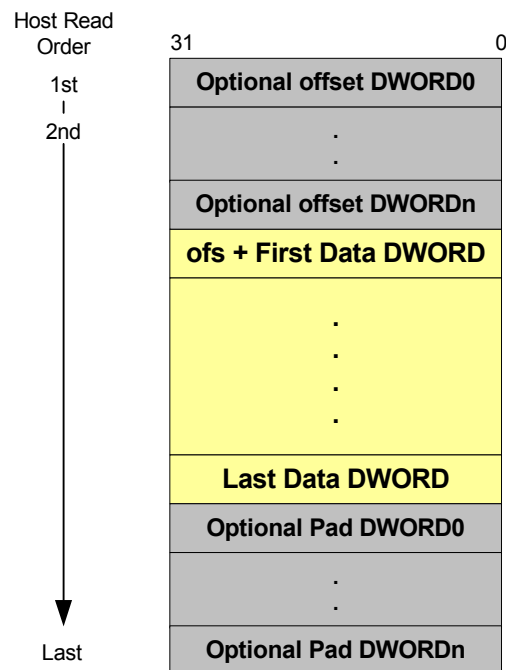 Host Read
Order
31 0
1st
2nd
Optional offset DWORD0
.
.
Optional offset DWORDn
ofs + First Data DWORD
.
.
.
.
Last Data DWORD
Optional Pad DWORD0
.
.
Last
Optional Pad DWORDn